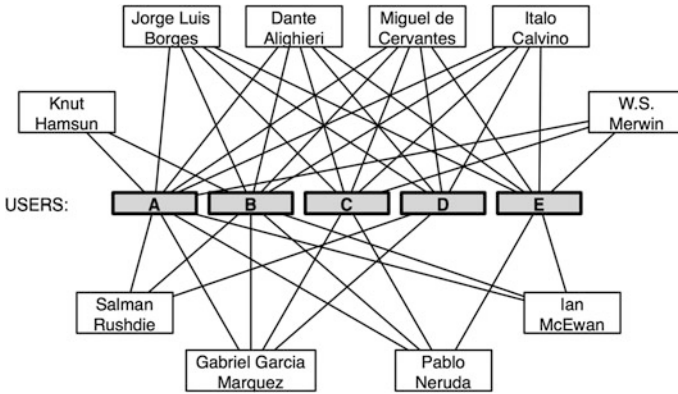 Jorge Luis
Borges
Dante
Alighieri
Miguel de
Cervantes
Italo
Calvino
Knut
Hamsun
W.S.
Merwin
USERS:
A
B
C
D
E
Salman
Rushdie
Ian
McEwan
Gabriel Garcia
Marquez
Pablo
Neruda